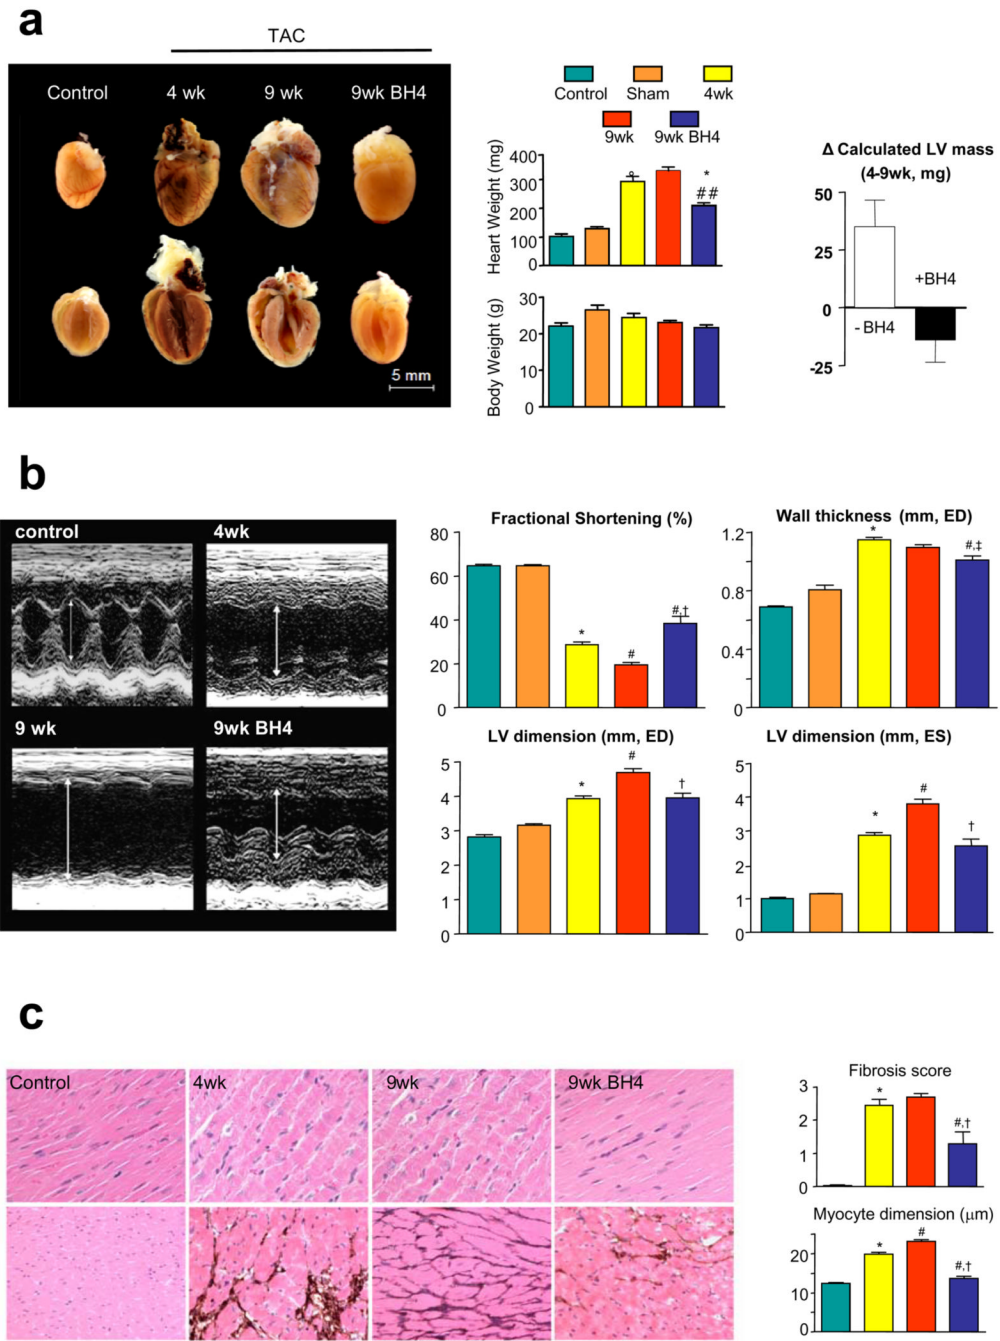 a
TAC
Control 4 wk 9 wk 9wk BH4
5 mm
Control Sham 4wk
9wk 9wk BH4
Heart Weight (mg)
400
300
200
100
0
*
##
Body Weight (g)
30
20
10
0
Δ Calculated LV mass
(4-9wk, mg)
50
25
0
-25
+BH4
- BH4
b
control 4wk
9 wk 9wk BH4
Fractional Shortening (%)
80
60
40
20
0
*
#
#,†
Wall thickness (mm, ED)
1.2
0.8
0.4
0
*
#,‡
LV dimension (mm, ED)
5
4
3
2
1
0
*
#
†
LV dimension (mm, ES)
5
4
3
2
1
0
*
#
†
c
Control 4wk 9wk 9wk BH4
Fibrosis score
3
2
1
0
*
#,†
Myocyte dimension (μm)
20
10
0
*
#
#,†